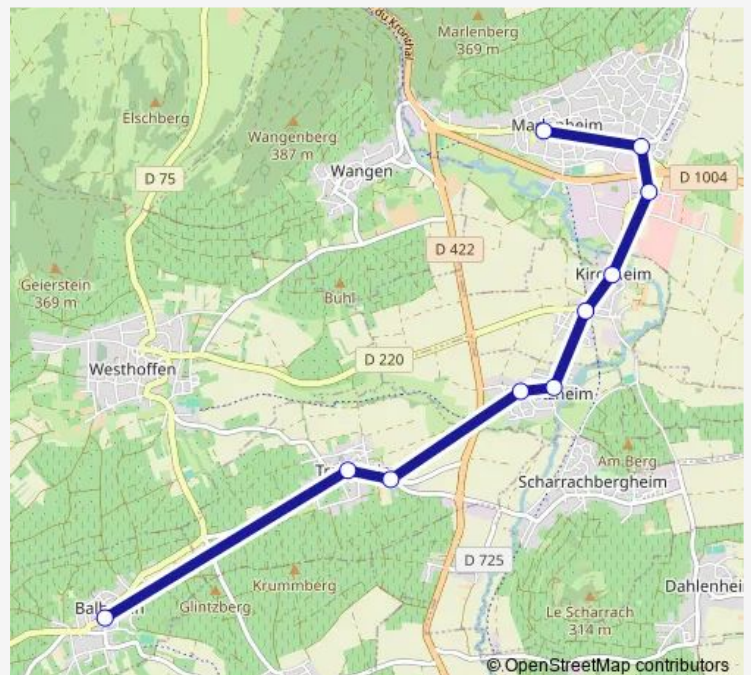 du Kronthal
Marlenberg
369 m
Elschberg
Wangenberg
387 m
Wangen
D 75
D 1004
D 422
Geierstein
369 m
Bühl
D 220
Westhoffen
Am Berg
Scharrachbergheim
D 725
Krummberg
Glintzberg
Dahlenhei
Le Scharrach
314 m
© OpenStreetMap contributors